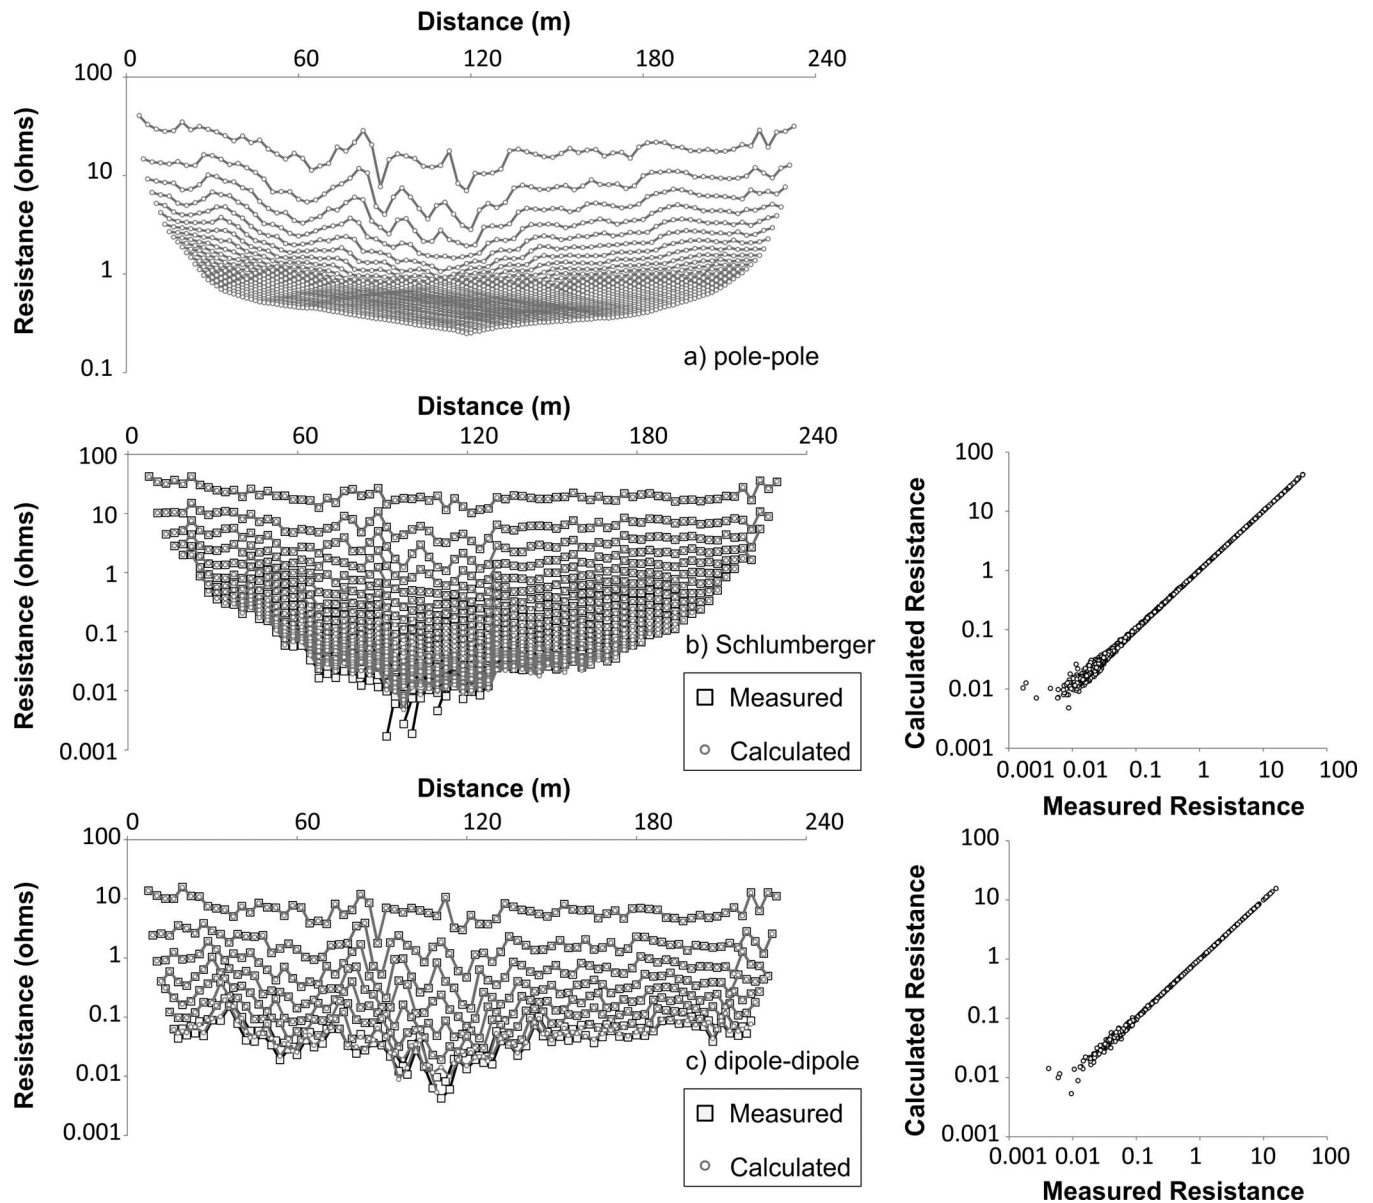 Distance (m)
0 60 120 180 240
100
10
1
0.1
Resistance (ohms)
a) pole-pole
Distance (m)
0 60 120 180 240
100
10
1
0.1
0.01
0.001
Resistance (ohms)
b) Schlumberger
Measured
Calculated
100
10
1
0.1
0.01
0.001
Calculated Resistance
0.001 0.01 0.1 1 10 100
Measured Resistance
Distance (m)
0 60 120 180 240
100
10
1
0.1
0.01
0.001
Resistance (ohms)
c) dipole-dipole
Measured
Calculated
100
10
1
0.1
0.01
0.001
Calculated Resistance
0.001 0.01 0.1 1 10 100
Measured Resistance